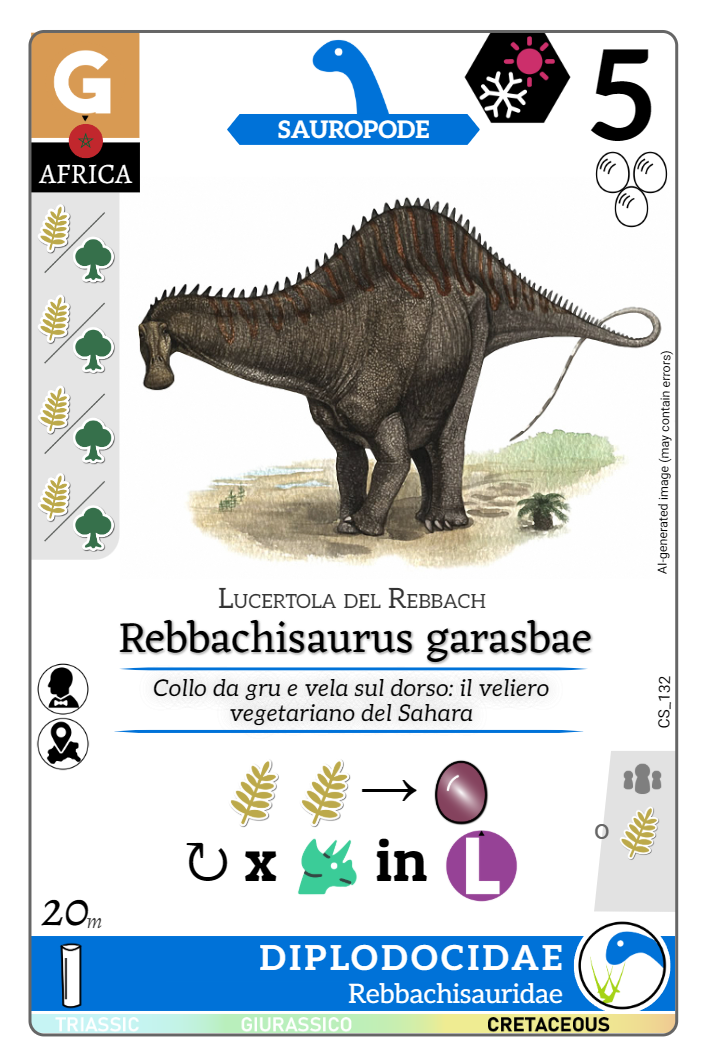 G
SAUROPODE
5
AFRICA
AI-generated image (may contain errors)
LUCERTOLA DEL REBBACH
Rebbachisaurus garasbae
Collo da gru e vela sul dorso: il veliero
vegetariano del Sahara
CS_132
↻ x in L
o
20m
DIPLODOCIDAE
Rebbachisauridae
TRIASSIC GIURASSICO CRETACEOUS